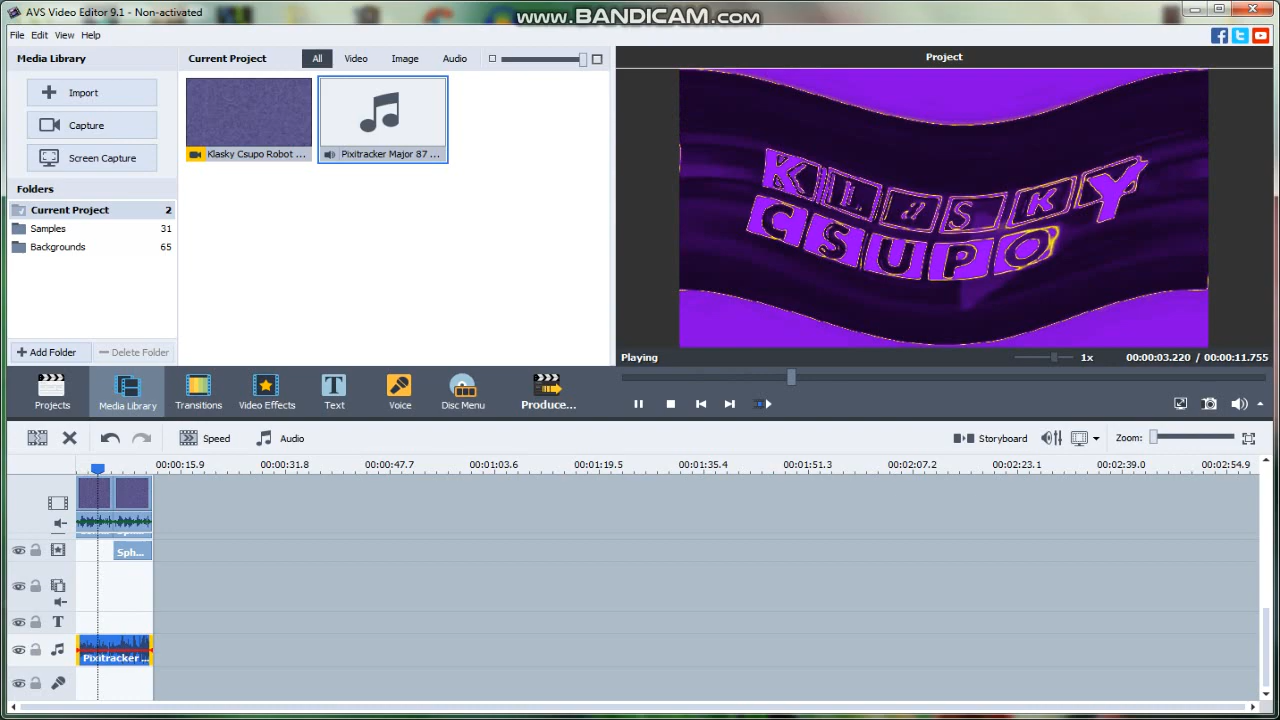 AVS Video Editor 9.1 - Non-activated
www.BANDICAM.com
File Edit View Help
Media Library
Current Project All Video Image Audio
Project
Import
Capture
Screen Capture
Klasky Csupo Robot ...
Pixitracker Major 87 ...
KLaSKY
CSUPO
Folders
Current Project 2
Samples 31
Backgrounds 65
Add Folder
Delete Folder
Playing
1x
00:00:03.220 / 00:00:11.755
Projects
Media Library
Transitions
Video Effects
Text
Voice
Disc Menu
Produce...
Speed
Audio
Storyboard
Zoom:
00:00:15.9 00:00:31.8 00:00:47.7 00:01:03.6 00:01:19.5 00:01:35.4 00:01:51.3 00:02:07.2 00:02:23.1 00:02:39.0 00:02:54.9
Sph...
T
Pixitracker ...